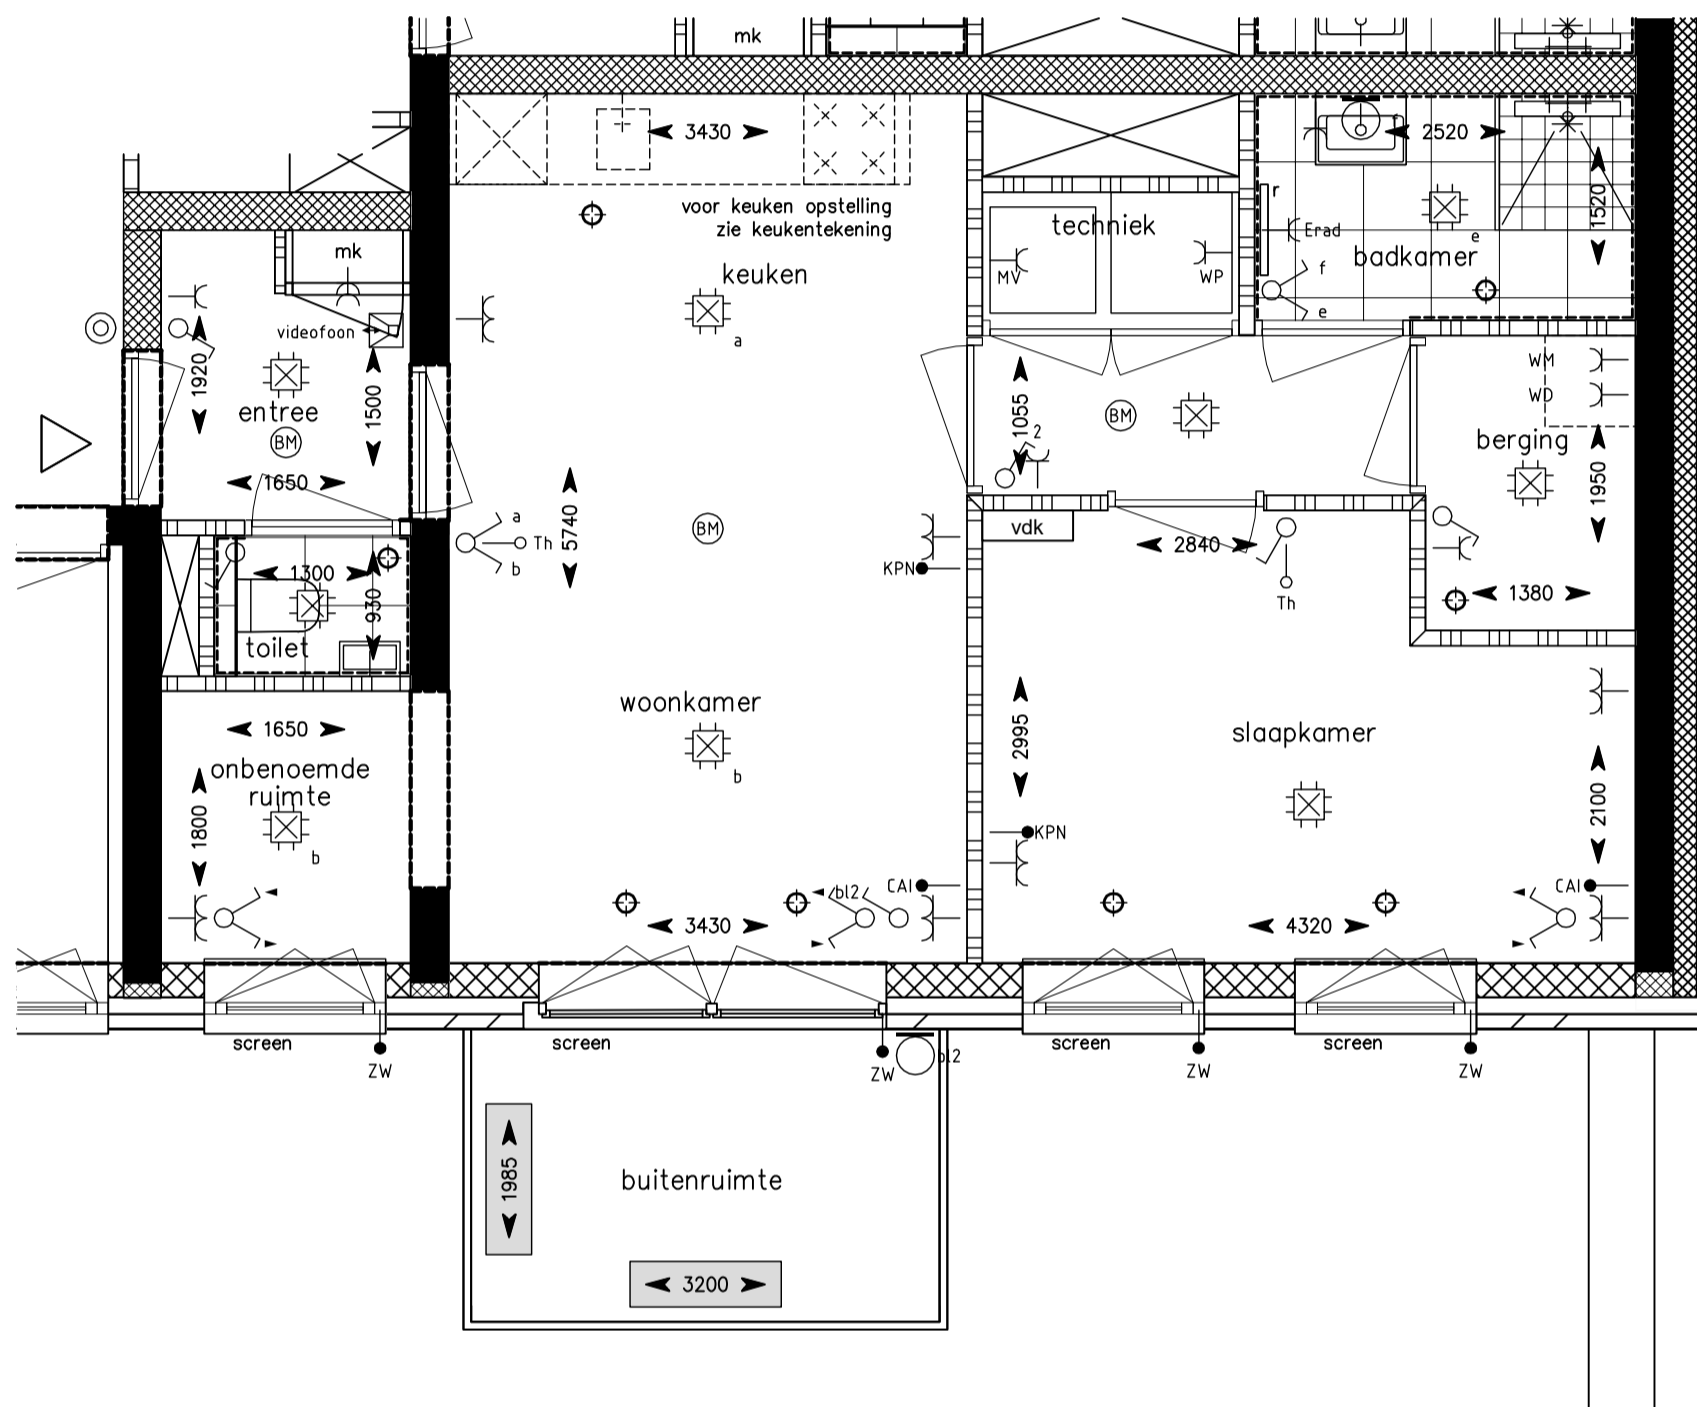 mk
3430
2520
1520
r
f
voor keuken opstelling
zie keukentekening
techniek
r
Erad
e
mk
keuken
MV
WP
badkamer
f
e
videofoon
a
1920
1500
entree
BM
1650
1055
2
BM
WM
WD
berging
1950
a
Th
b
5740
BM
KPN
vdk
2840
Th
1380
1300
930
toilet
woonkamer
b
2995
slaapkamer
1650
onbenoemde
ruimte
1800
b
KPN
2100
bl2
CAI
3430
4320
CAI
screen
ZW
screen
ZW
bl2
screen
ZW
screen
ZW
1985
buitenruimte
3200